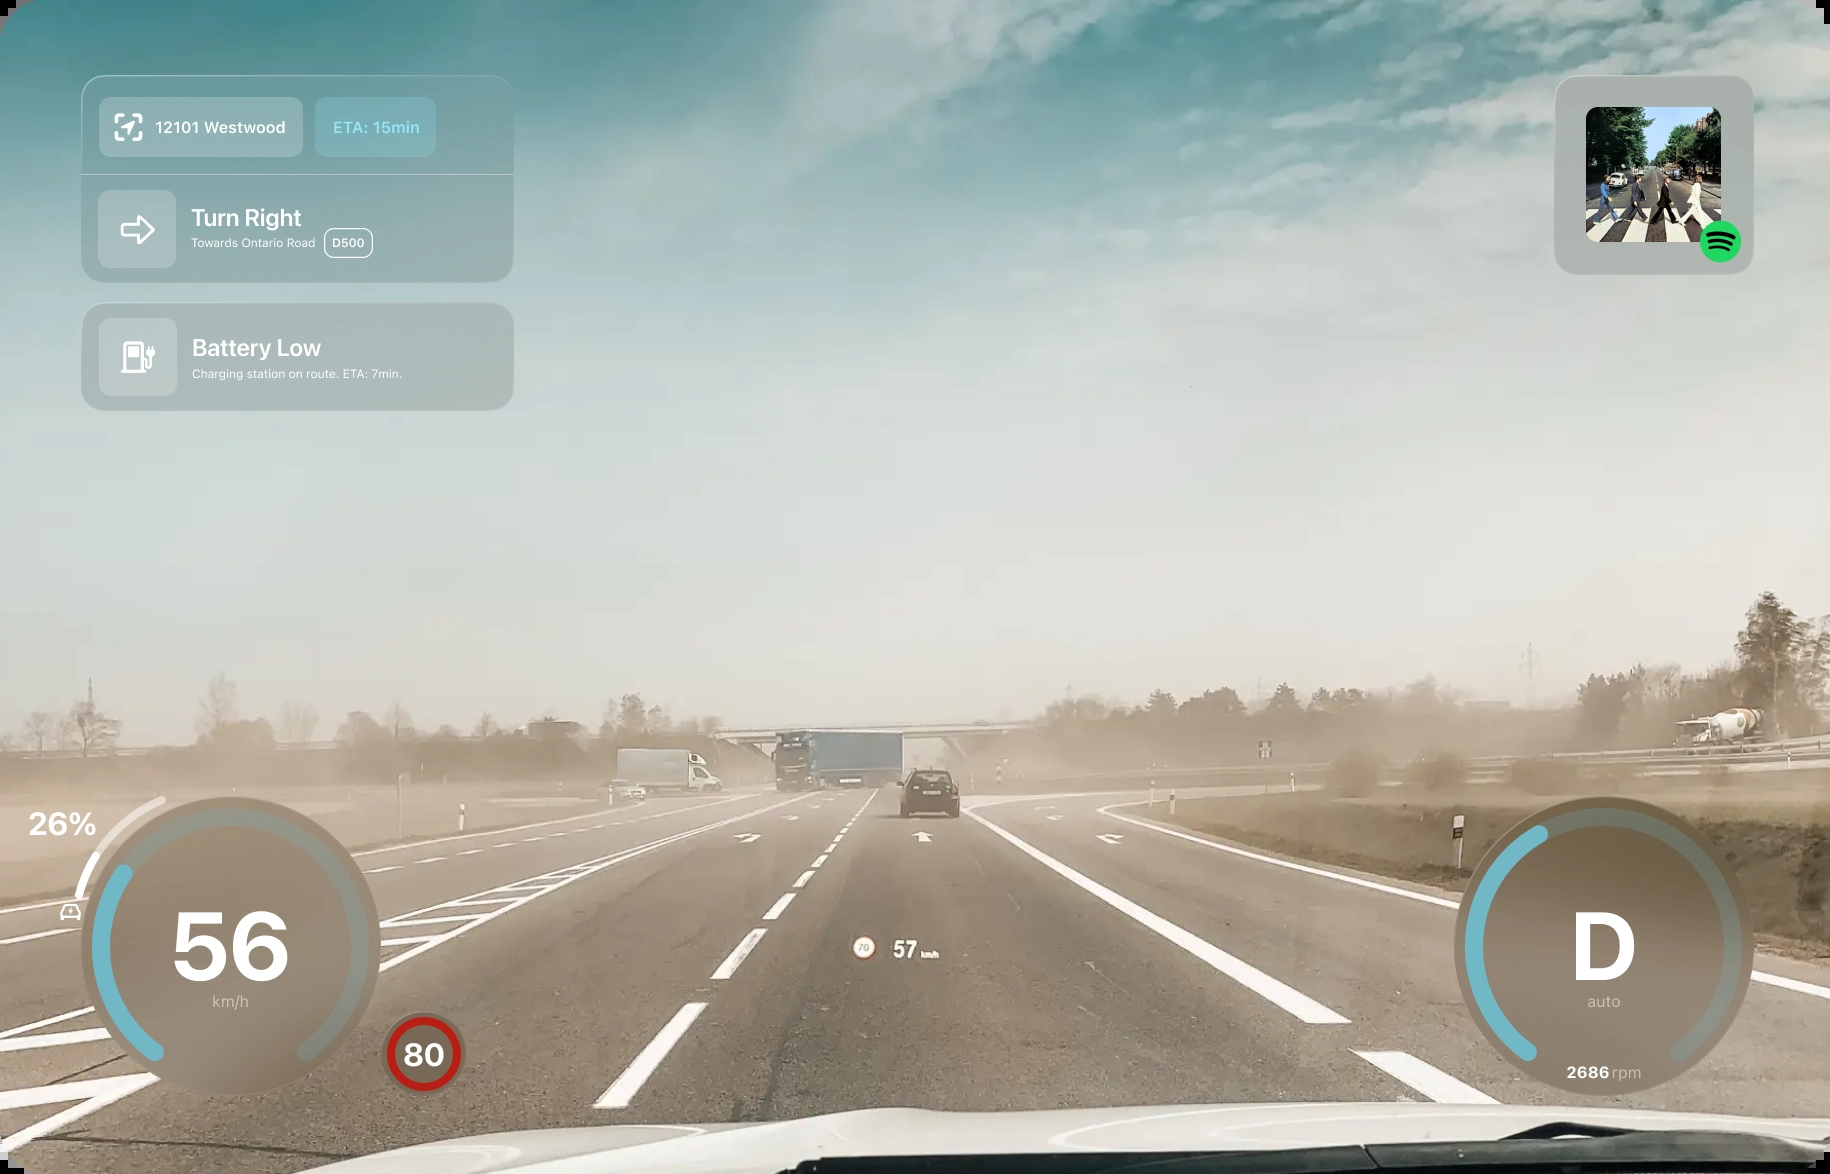 12101 Westwood
ETA: 15min
Turn Right
Towards Ontario Road
D500
Battery Low
Charging station on route. ETA: 7min.
26%
56
km/h
80
70
57 km/h
D
auto
2686 rpm